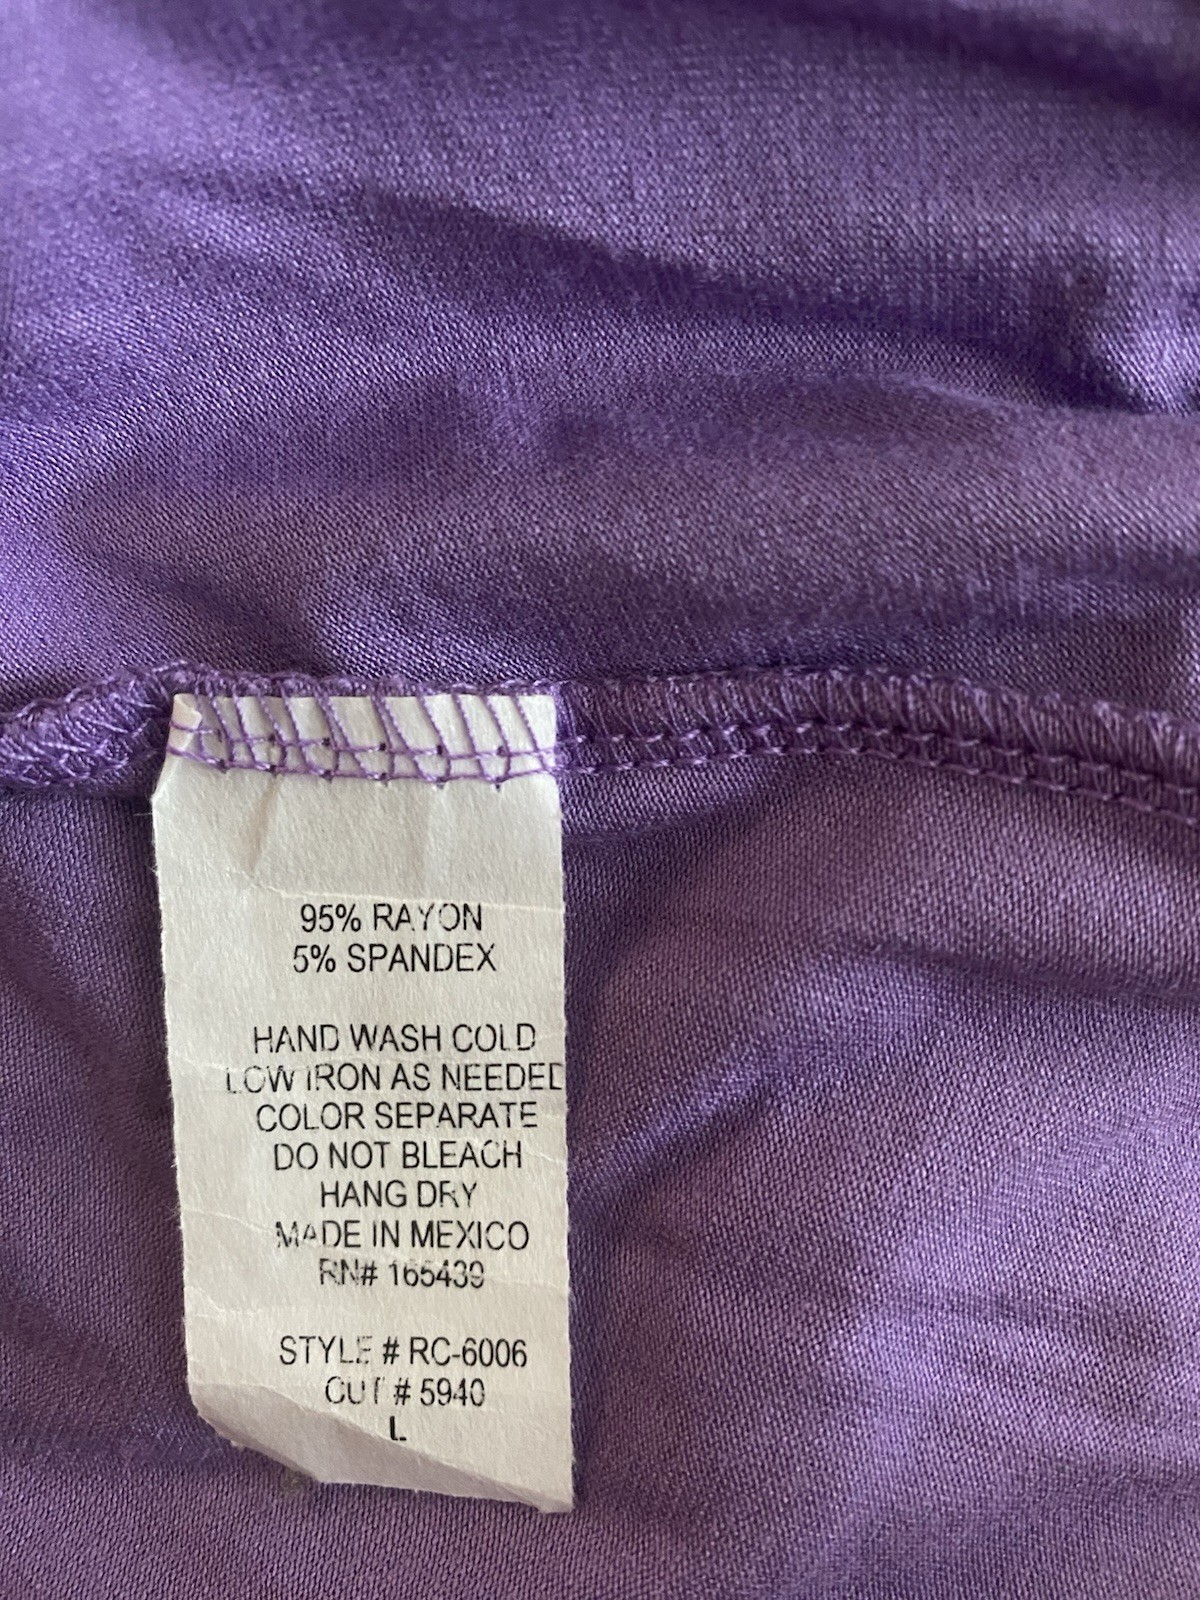 95% RAYON
5% SPANDEX
HAND WASH COLD
LOW IRON AS NEEDED
COLOR SEPARATE
DO NOT BLEACH
HANG DRY
MADE IN MEXICO
RN# 165439
STYLE # RC-6006
CUT # 5940
L